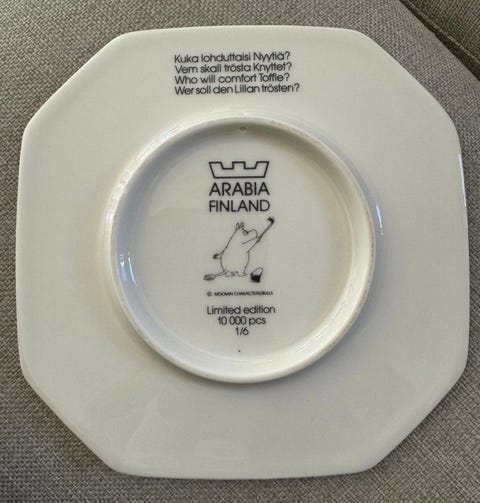 Kuka lohduttaisi Nyytiä?
Vem skall trösta Knyttet?
Who will comfort Toffle?
Wer soll den Lillan trösten?
ARABIA
FINLAND
© MOOMIN CHARACTERS/BULLS
Limited edition
10 000 pcs
1/6